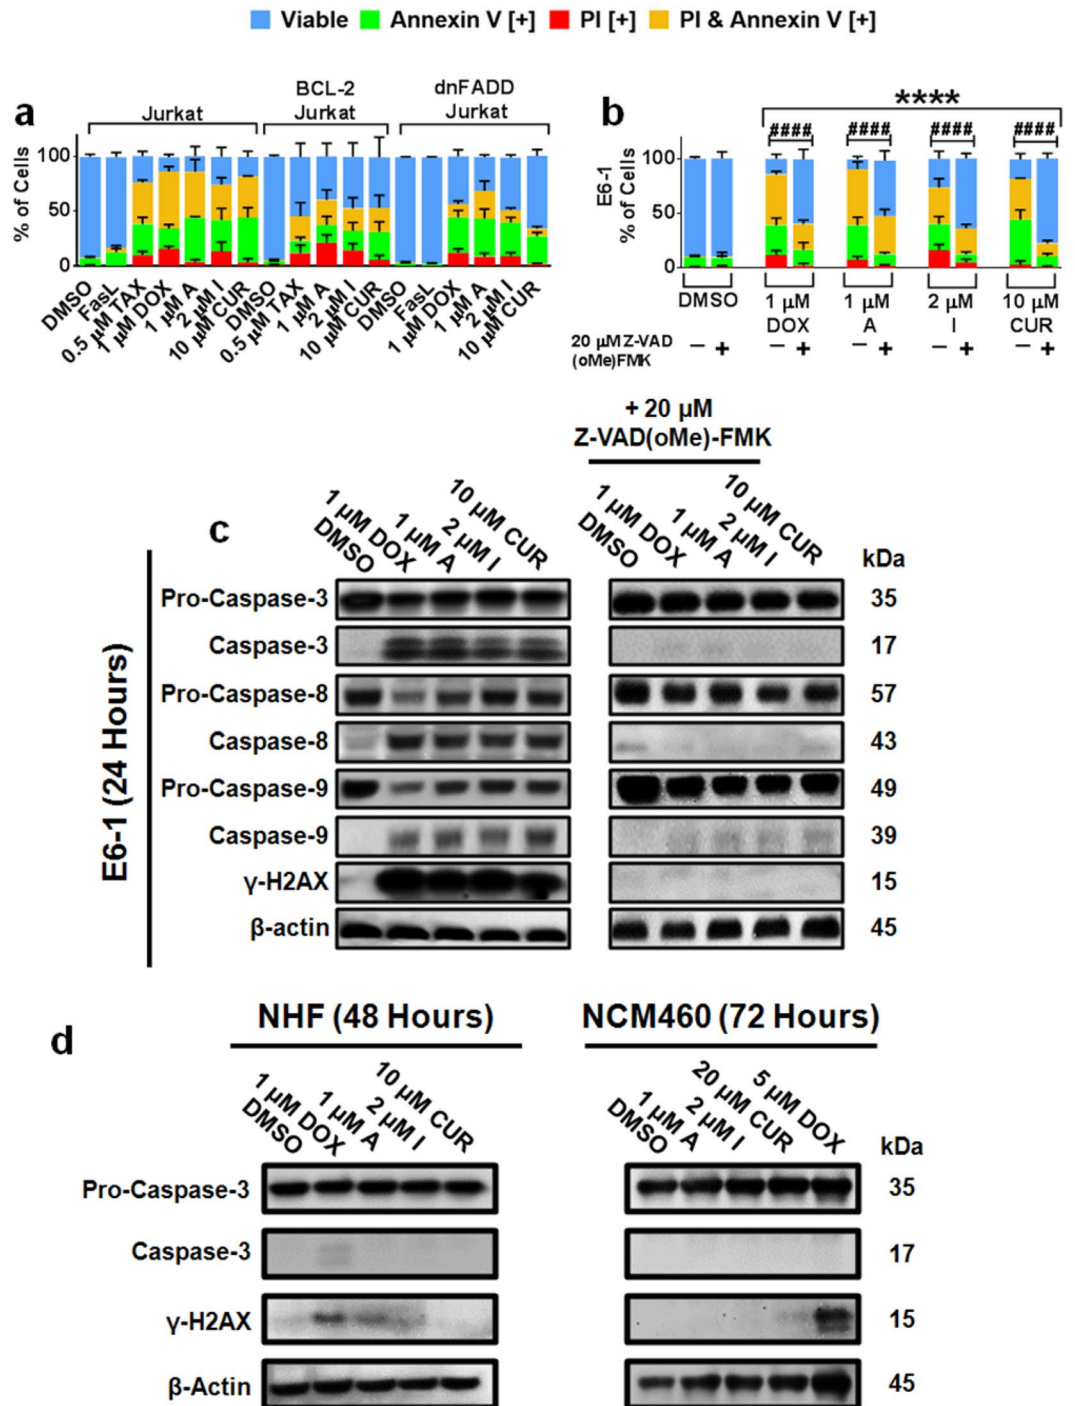 Viable Annexin V [+] PI [+] PI & Annexin V [+]
a
Jurkat
BCL-2
Jurkat
dnFADD
Jurkat
% of Cells
100
50
0
DMSO
FasL
0.5 µM TAX
1 µM DOX
1 µM A
2 µM I
10 µM CUR
DMSO
0.5 µM TAX
1 µM A
2 µM I
10 µM CUR
DMSO
FasL
1 µM DOX
1 µM A
2 µM I
10 µM CUR
b
****
#### #### #### ####
E6-1
% of Cells
100
50
0
DMSO
1 µM
DOX
1 µM
A
2 µM
I
10 µM
CUR
20 µM Z-VAD
(oMe)FMK
– + – + – + – + – +
+ 20 µM
Z-VAD(oMe)-FMK
c
DMSO
1 µM DOX
1 µM A
2 µM I
10 µM CUR
DMSO
1 µM DOX
1 µM A
2 µM I
10 µM CUR
kDa
E6-1 (24 Hours)
Pro-Caspase-3 35
Caspase-3 17
Pro-Caspase-8 57
Caspase-8 43
Pro-Caspase-9 49
Caspase-9 39
γ-H2AX 15
β-actin 45
d
NHF (48 Hours)
NCM460 (72 Hours)
DMSO
1 µM DOX
1 µM A
2 µM I
10 µM CUR
DMSO
1 µM A
2 µM I
20 µM CUR
5 µM DOX
kDa
Pro-Caspase-3 35
Caspase-3 17
γ-H2AX 15
β-Actin 45